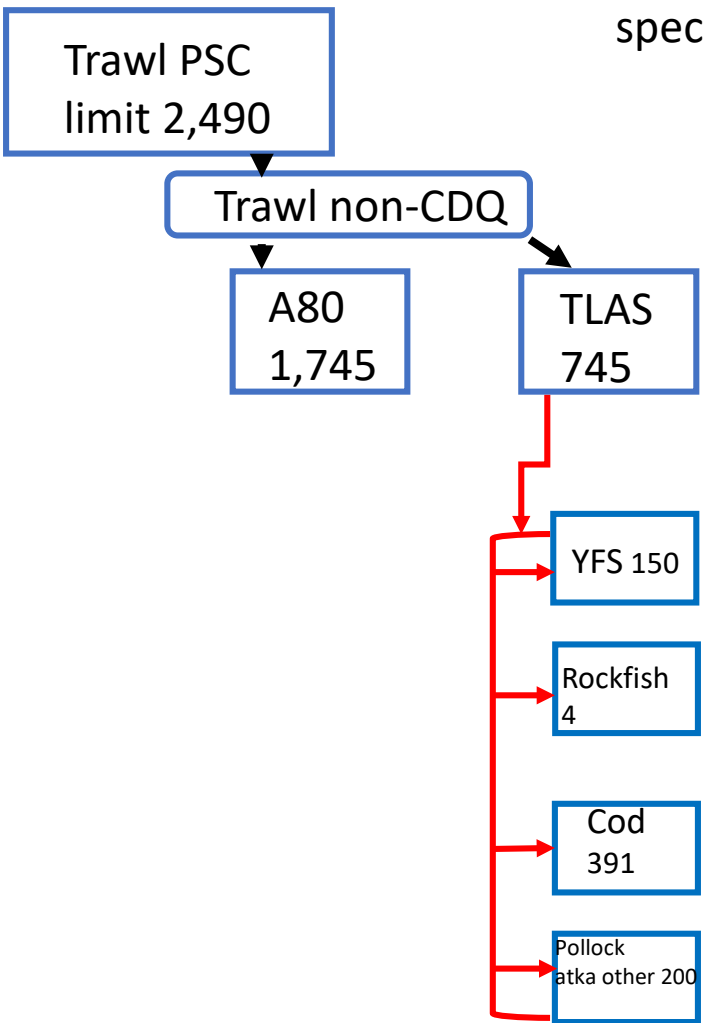 spec
Trawl PSC
limit 2,490
Trawl non-CDQ
A80
1,745
TLAS
745
YFS 150
Rockfish
4
Cod
391
Pollock
atka other 200